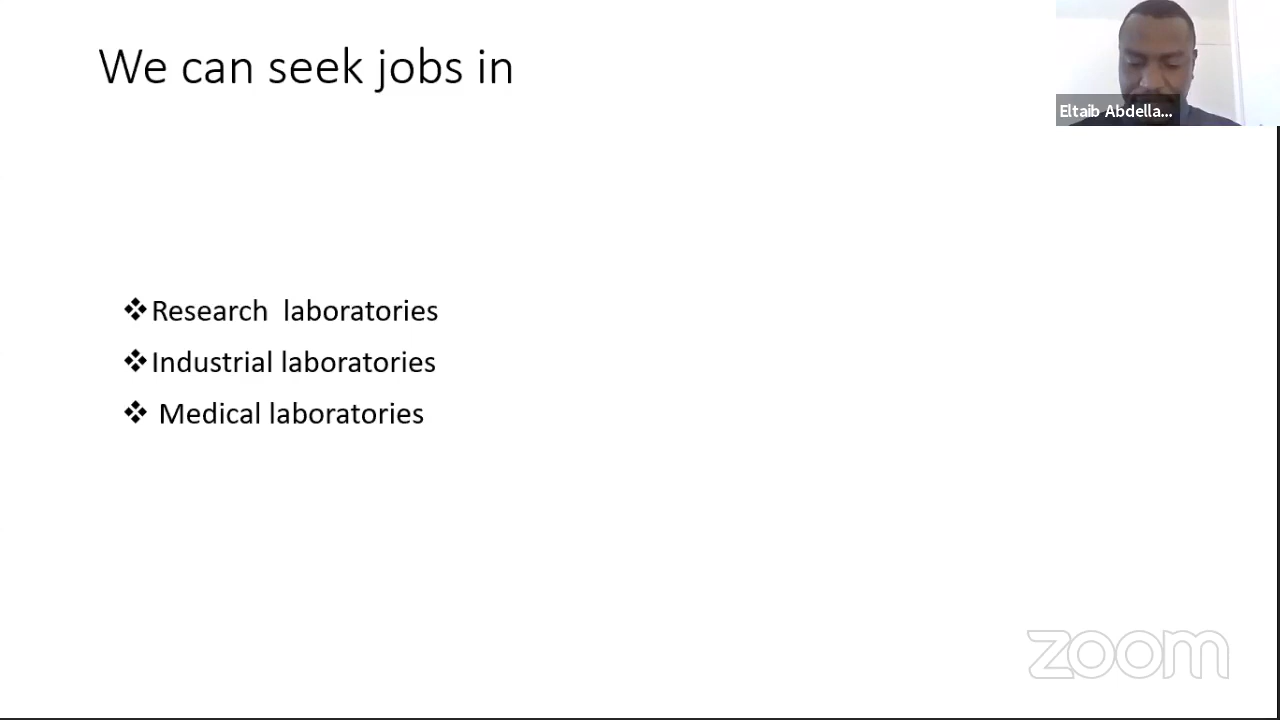 We can seek jobs in
Eltaib Abdella...
❖Research  laboratories
❖Industrial laboratories
❖ Medical laboratories
zoom